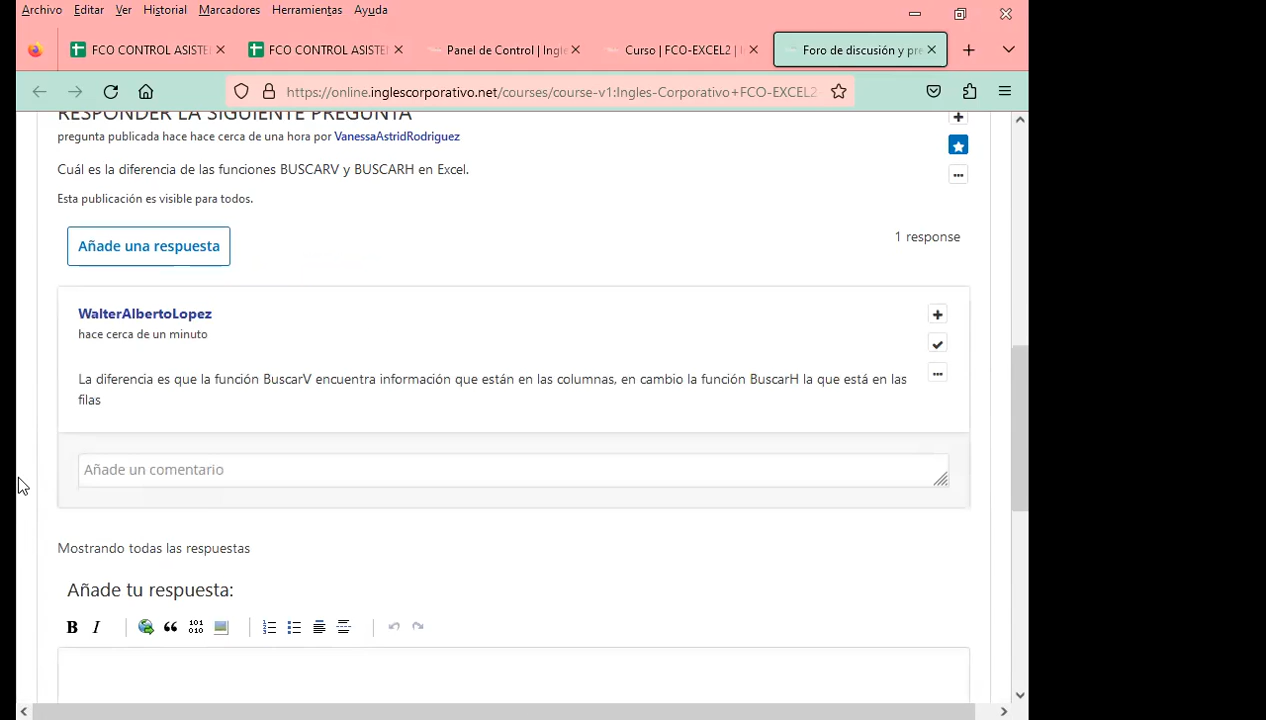 Archivo Editar Ver Historial Marcadores Herramientas Ayuda
FCO CONTROL ASISTE FCO CONTROL ASISTE Panel de Control | Ingle Curso | FCO-EXCEL2 | Foro de discusión y pre
https://online.inglescorporativo.net/courses/course-v1:Ingles-Corporativo+FCO-EXCEL2
RESPONDER LA SIGUIENTE PREGUNTA
pregunta publicada hace hace cerca de una hora por VanessaAstridRodriguez
Cuál es la diferencia de las funciones BUSCARV y BUSCARH en Excel.
Esta publicación es visible para todos.
Añade una respuesta
1 response
WalterAlbertoLopez
hace cerca de un minuto
La diferencia es que la función BuscarV encuentra información que están en las columnas, en cambio la función BuscarH la que está en las
filas
Añade un comentario
Mostrando todas las respuestas
Añade tu respuesta:
B I 101 010